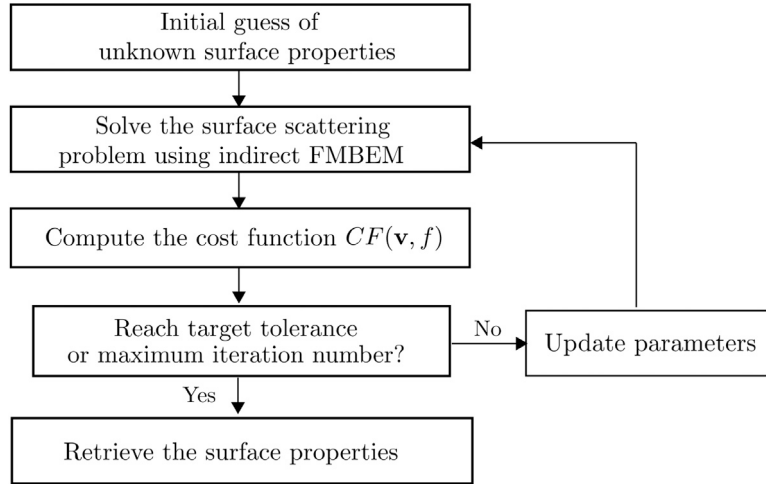 Initial guess of
unknown surface properties
Solve the surface scattering
problem using indirect FMBEM
Compute the cost function CF(v, f)
Reach target tolerance
or maximum iteration number?
No
Update parameters
Yes
Retrieve the surface properties